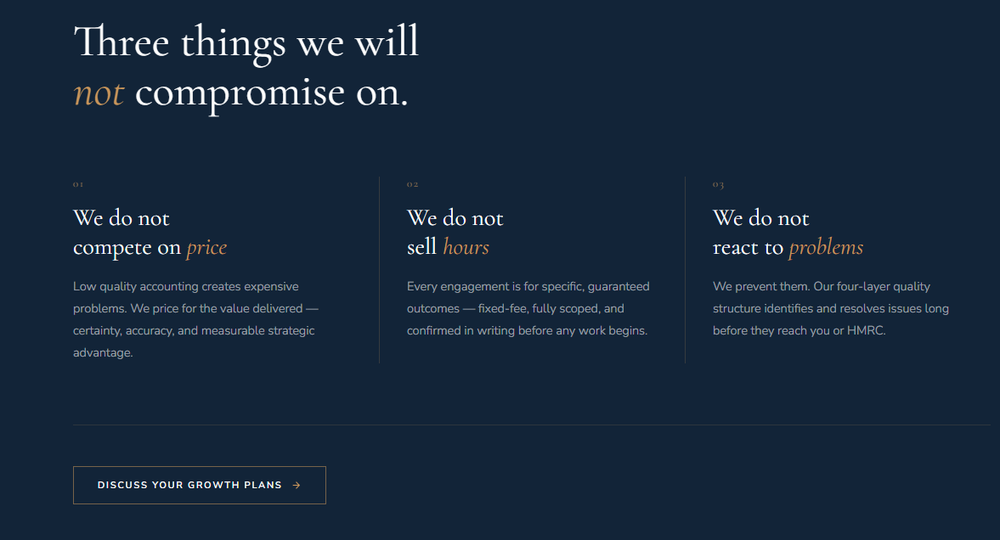 Three things we will
not compromise on.
01
We do not
compete on price
Low quality accounting creates expensive
problems. We price for the value delivered —
certainty, accuracy, and measurable strategic
advantage.
02
We do not
sell hours
Every engagement is for specific, guaranteed
outcomes — fixed-fee, fully scoped, and
confirmed in writing before any work begins.
03
We do not
react to problems
We prevent them. Our four-layer quality
structure identifies and resolves issues long
before they reach you or HMRC.
DISCUSS YOUR GROWTH PLANS →